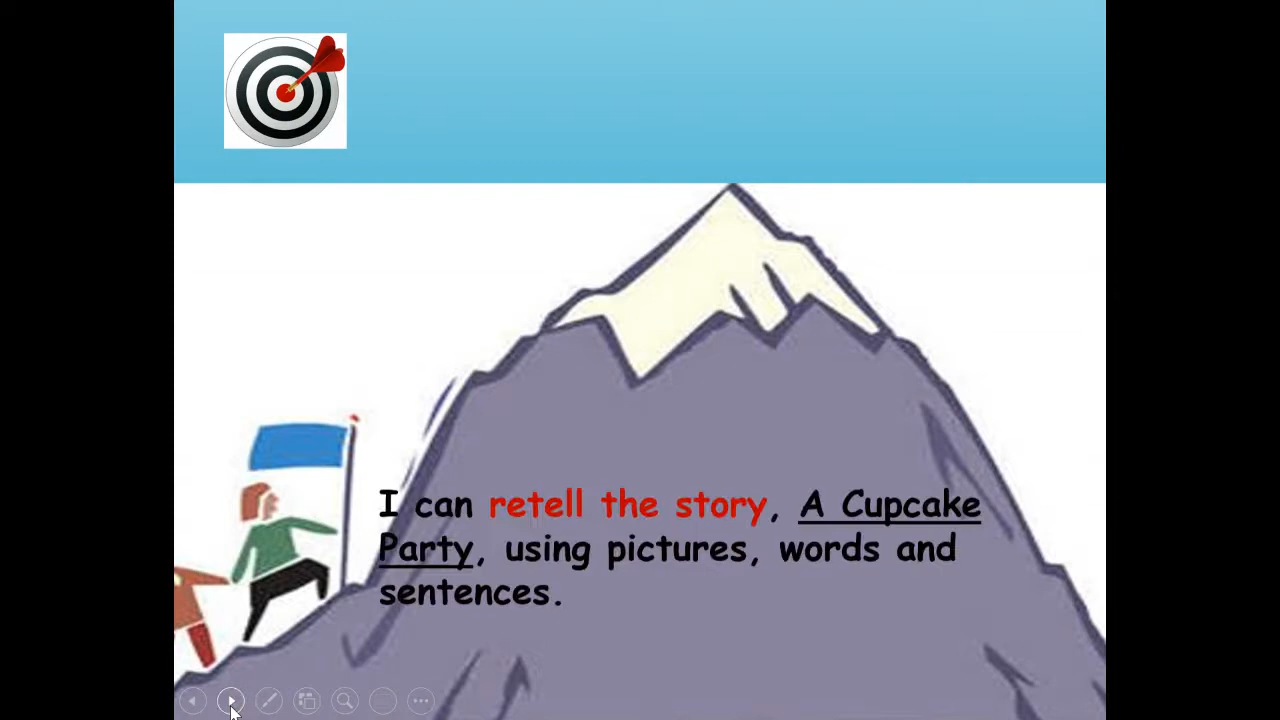 I can retell the story, A Cupcake
Party, using pictures, words and
sentences.